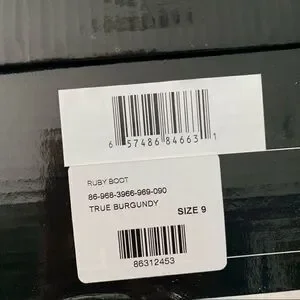 6 57486 84663 1
RUBY BOOT
86-968-3966-969-090
TRUE BURGUNDY
SIZE 9
86312453